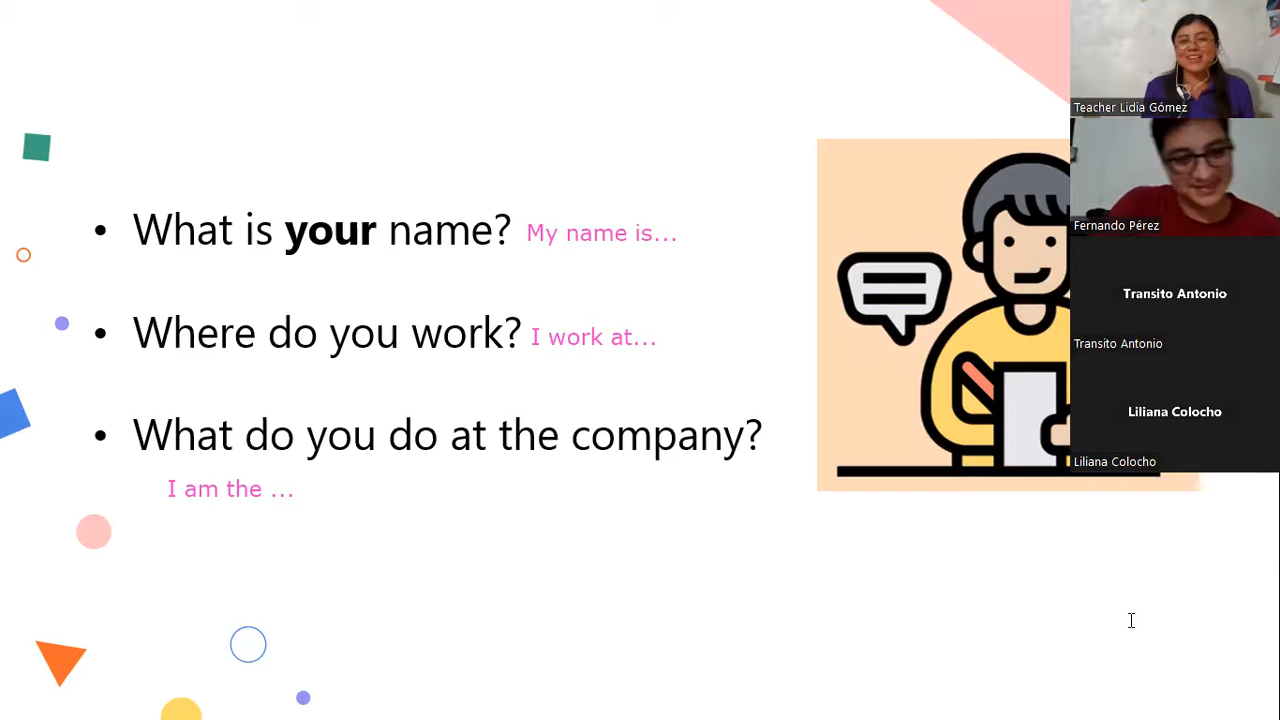 • What is your name? My name is...
• Where do you work? I work at...
• What do you do at the company?
I am the ...
Teacher Lidia Gómez
Fernando Pérez
Transito Antonio
Transito Antonio
Liliana Colocho
Liliana Colocho